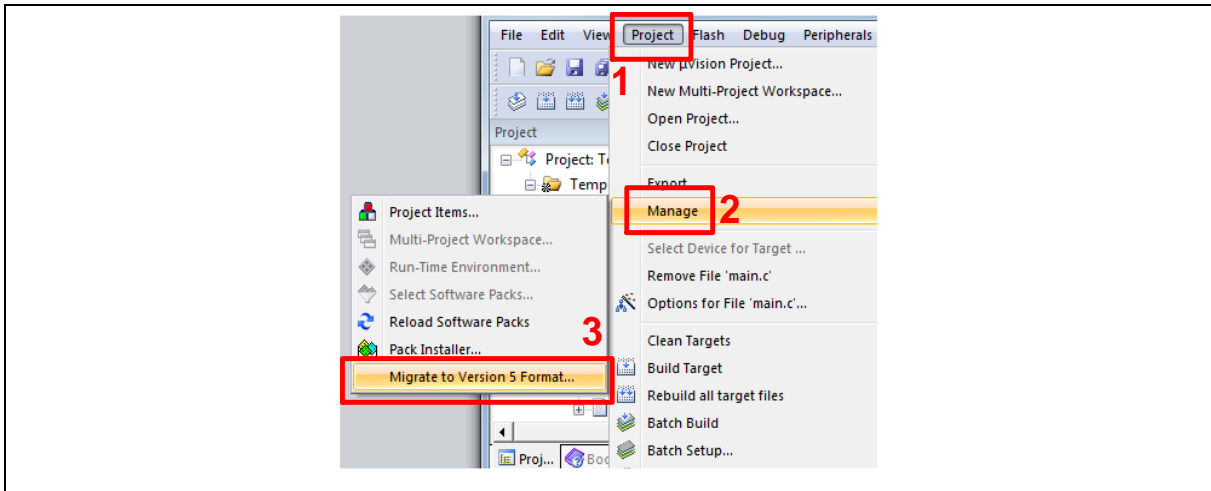 File Edit View Project Flash Debug Peripherals
1
New µVision Project...
New Multi-Project Workspace...
Open Project...
Close Project
Export
Manage
2
Select Device for Target ...
Remove File 'main.c'
Options for File 'main.c'...
Clean Targets
Build Target
Rebuild all target files
Batch Build
Batch Setup...
Project
Project: T
Temp
Project Items...
Multi-Project Workspace...
Run-Time Environment...
Select Software Packs...
Reload Software Packs
3
Pack Installer...
Migrate to Version 5 Format...
Proj...
Boo